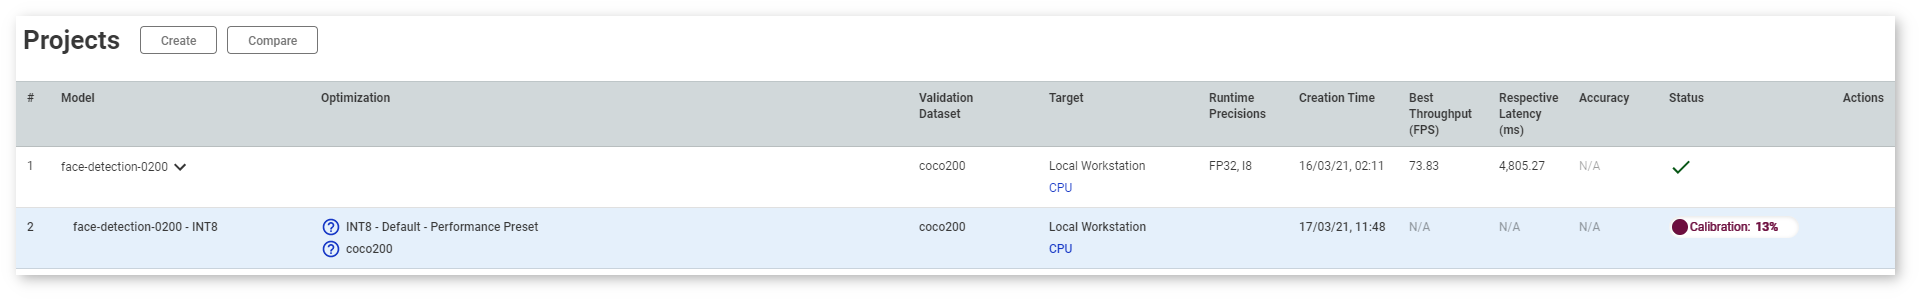 Projects Create Compare
# Model Optimization Validation Dataset Target Runtime Precisions Creation Time Best Throughput (FPS) Respective Latency (ms) Accuracy Status Actions
1 face-detection-0200 coco200 Local Workstation FP32, I8 16/03/21, 02:11 73.83 4,805.27 N/A
CPU
2 face-detection-0200 - INT8 INT8 - Default - Performance Preset coco200 Local Workstation 17/03/21, 11:48 N/A N/A N/A Calibration: 13%
coco200 CPU